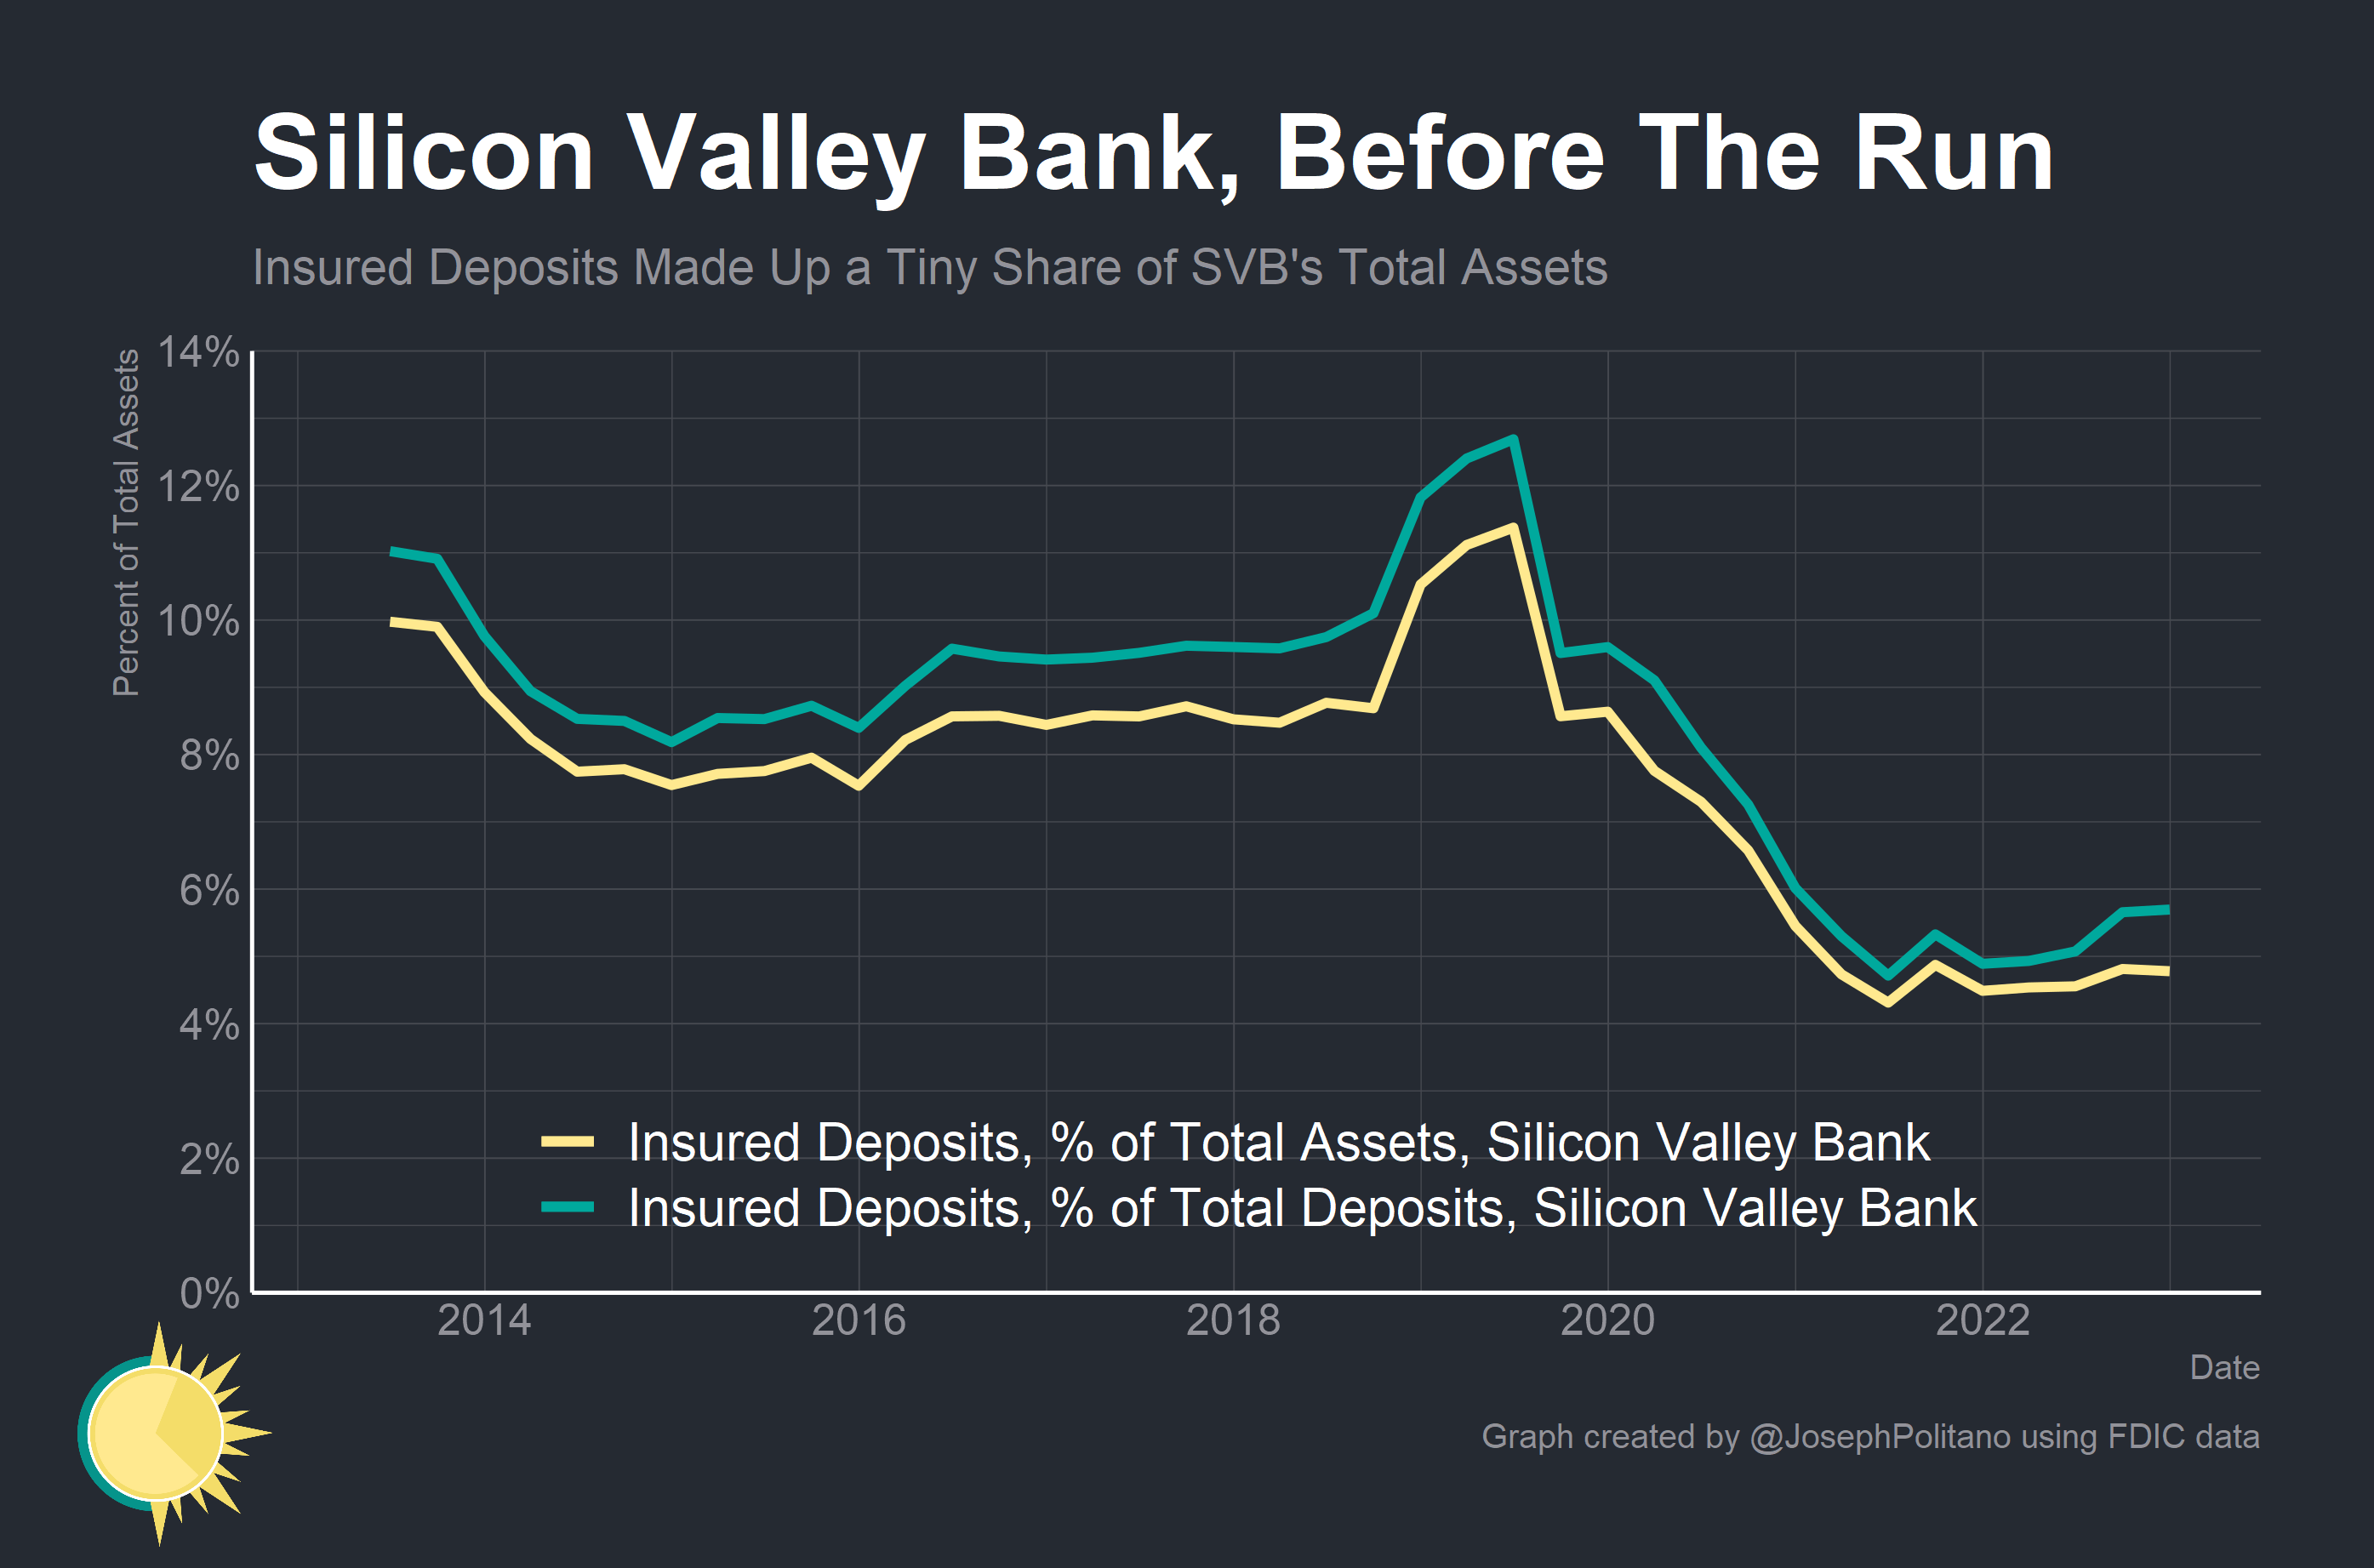 Silicon Valley Bank, Before The Run
Insured Deposits Made Up a Tiny Share of SVB's Total Assets
Percent of Total Assets
14%
12%
10%
8%
6%
4%
2%
0%
Insured Deposits, % of Total Assets, Silicon Valley Bank
Insured Deposits, % of Total Deposits, Silicon Valley Bank
2014
2016
2018
2020
2022
Date
Graph created by @JosephPolitano using FDIC data